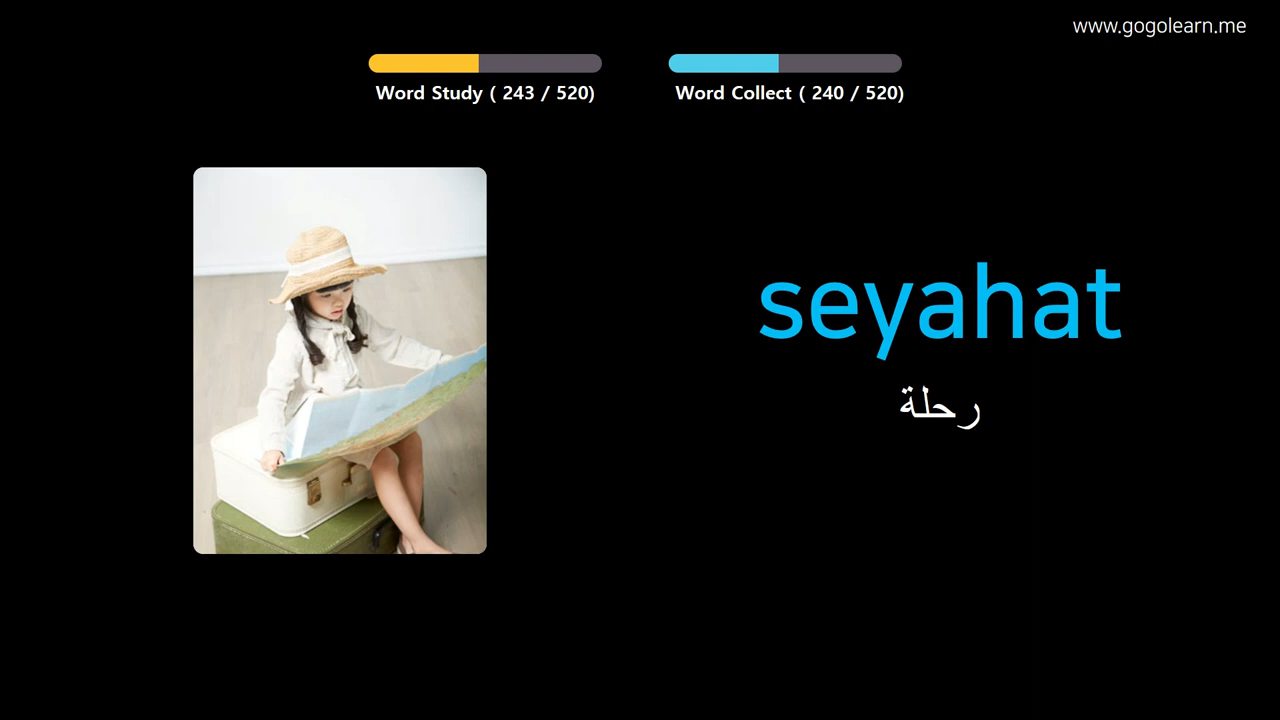 www.gogolearn.me
Word Study ( 243 / 520)
Word Collect ( 240 / 520)
seyahat
رحلة